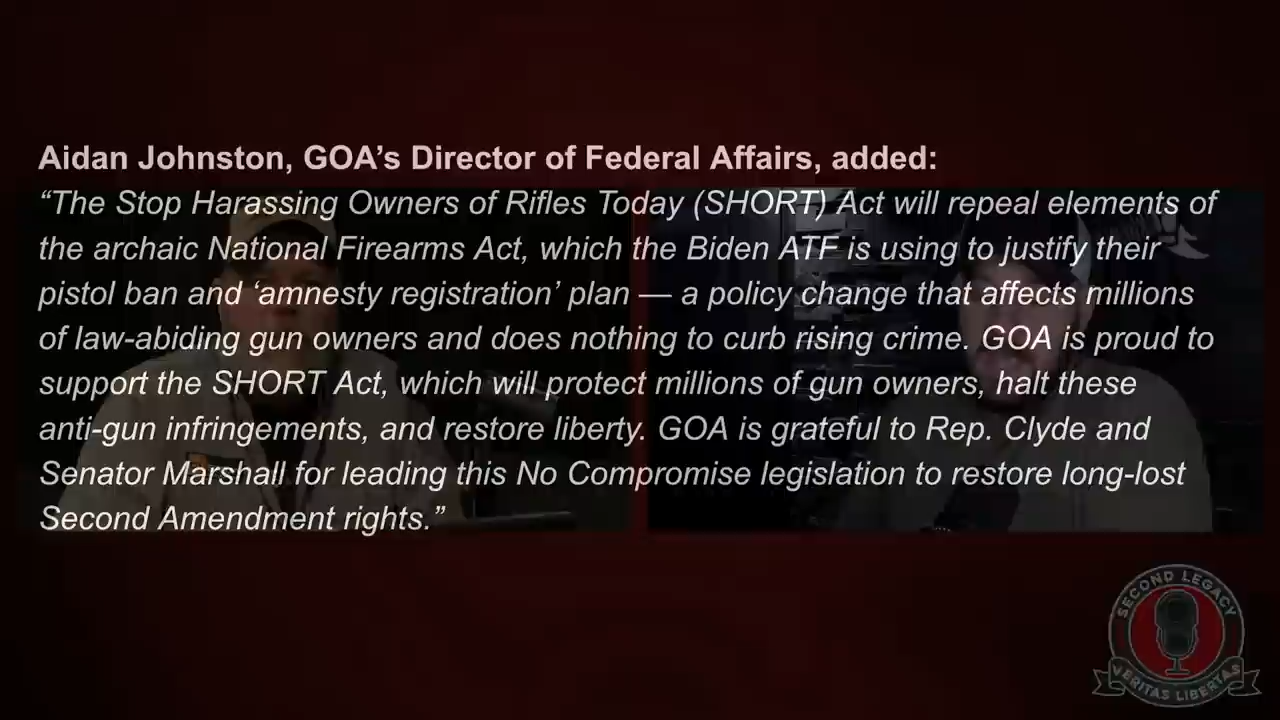 Aidan Johnston, GOA’s Director of Federal Affairs, added:
“The Stop Harassing Owners of Rifles Today (SHORT) Act will repeal elements of
the archaic National Firearms Act, which the Biden ATF is using to justify their
pistol ban and ‘amnesty registration’ plan — a policy change that affects millions
of law-abiding gun owners and does nothing to curb rising crime. GOA is proud to
support the SHORT Act, which will protect millions of gun owners, halt these
anti-gun infringements, and restore liberty. GOA is grateful to Rep. Clyde and
Senator Marshall for leading this No Compromise legislation to restore long-lost
Second Amendment rights.”
SECOND LEGACY
VERITAS LIBERTAS